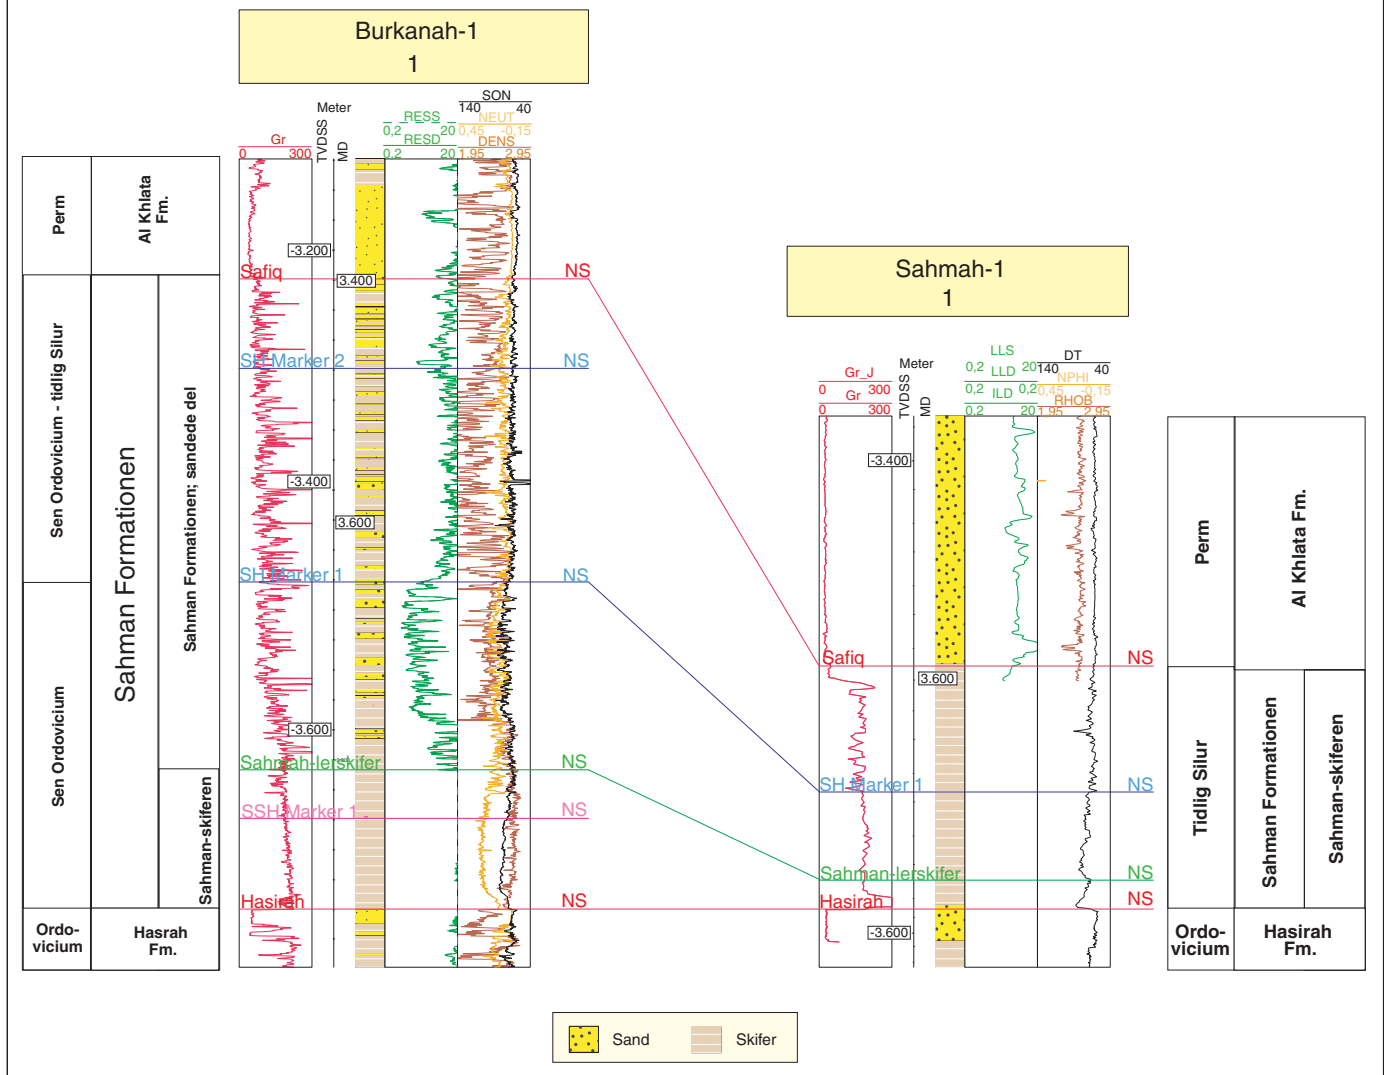 Burkanah-1
1
SON
140 40
Meter
RESS
NEUT
0,2 20
0,45 -0,15
Gr
TVDSS
MD
RESD
DENS
0 300
0.2 20
1.95 2.95
Perm
Al Khlata
Fm.
-3.200
Safiq
3.400
NS
Sahmah-1
1
Sen Ordovicium - tidlig Silur
Sahman Formationen
Sahman Formationen; sandede del
SH Marker 2
NS
Meter
LLS
DT
0,2 20
140 40
Gr_J
LLD
NPHI
0 300
0,2 0,2
0,45 -0,15
Gr
TVDSS
MD
ILD
RHOB
0 300
0.2 20
1.95 2.95
-3.400
-3.400
3.600
Perm
Al Khlata Fm.
SH Marker 1
NS
Sen Ordovicium
Safiq
3.600
NS
-3.600
Sahmah-lerskifer
NS
Sahman-skiferen
SSH Marker 1
NS
SH Marker 1
NS
Tidlig Silur
Sahman Formationen
Sahman-skiferen
Sahman-lerskifer
NS
Hasirah
NS
Hasirah
NS
Ordo-
vicium
Hasrah
Fm.
-3.600
Ordo-
vicium
Hasirah
Fm.
Sand
Skifer